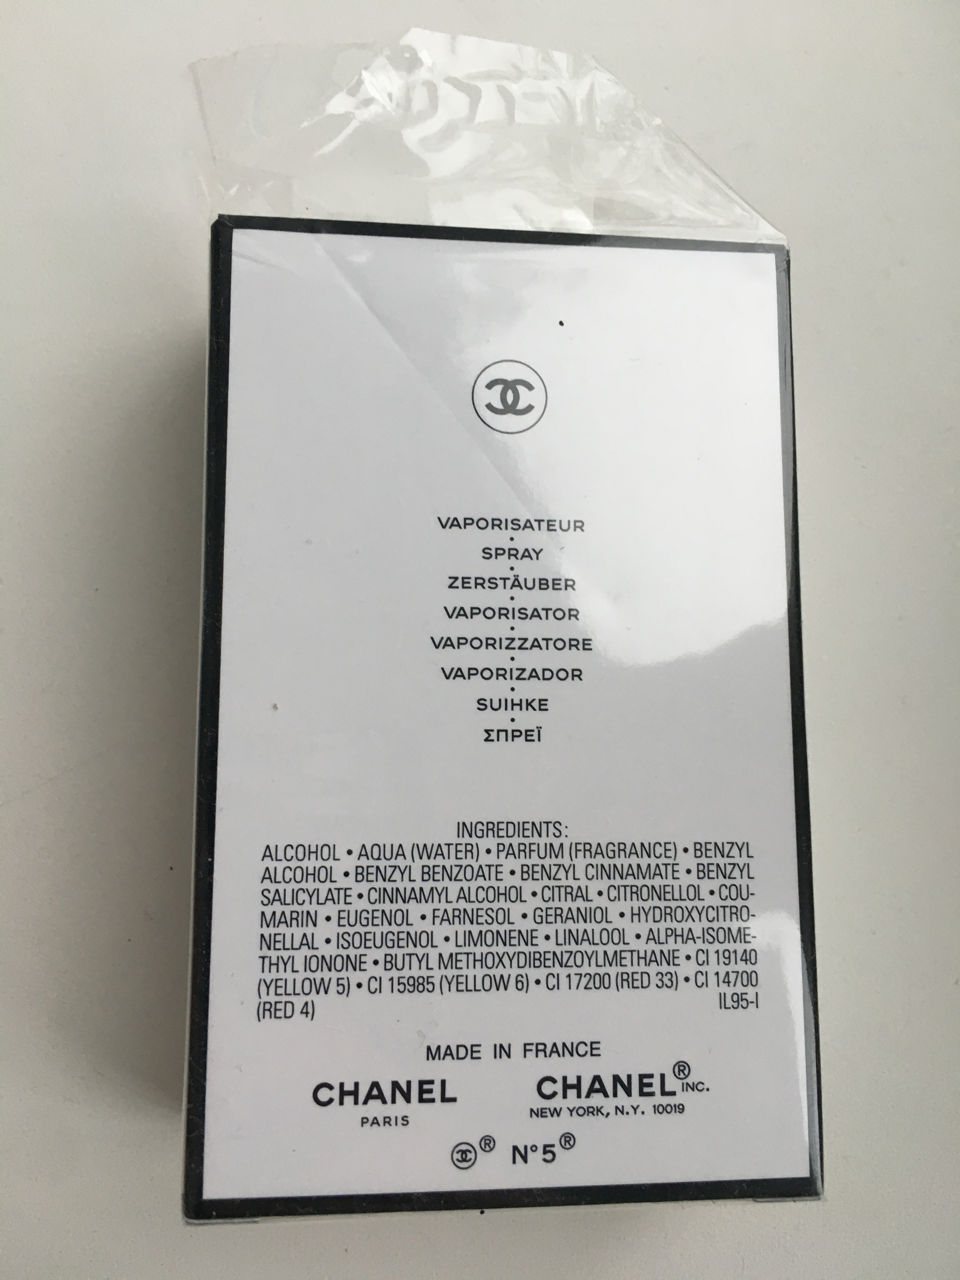 VAPORISATEUR
•
SPRAY
•
ZERSTÄUBER
•
VAPORISATOR
•
VAPORIZZATORE
•
VAPORIZADOR
•
SUIHKE
•
ΣΠΡΕΪ
INGREDIENTS:
ALCOHOL • AQUA (WATER) • PARFUM (FRAGRANCE) • BENZYL
ALCOHOL • BENZYL BENZOATE • BENZYL CINNAMATE • BENZYL
SALICYLATE • CINNAMYL ALCOHOL • CITRAL • CITRONELLOL • COU-
MARIN • EUGENOL • FARNESOL • GERANIOL • HYDROXYCITRO-
NELLAL • ISOEUGENOL • LIMONENE • LINALOOL • ALPHA-ISOME-
THYL IONONE • BUTYL METHOXYDIBENZOYLMETHANE • CI 19140
(YELLOW 5) • CI 15985 (YELLOW 6) • CI 17200 (RED 33) • CI 14700
(RED 4) IL95-I
MADE IN FRANCE
CHANEL CHANEL® INC.
PARIS NEW YORK, N.Y. 10019
® N°5®